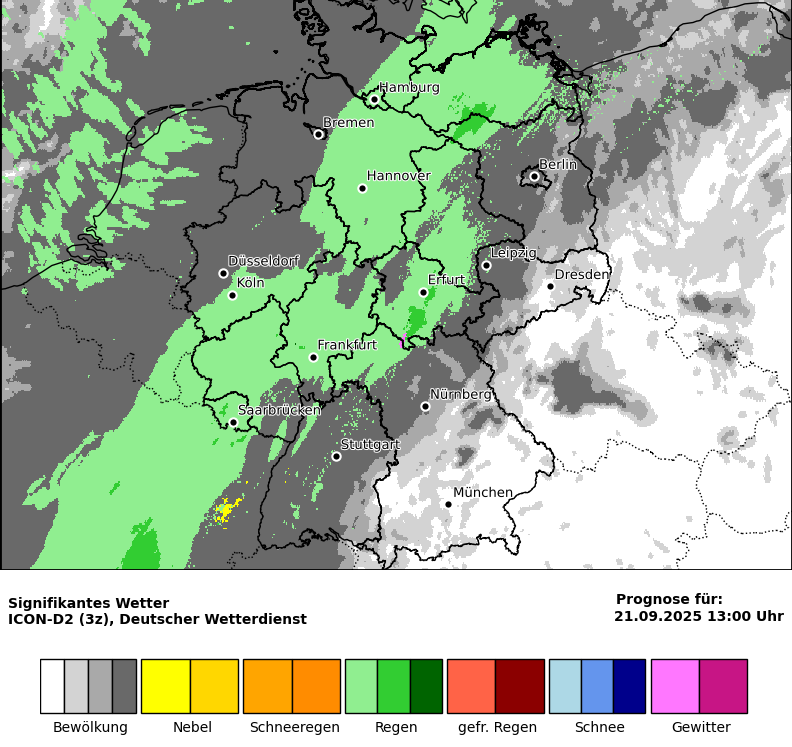 Hamburg
Bremen
Berlin
Hannover
Leipzig
Düsseldorf
Dresden
Köln
Erfurt
Frankfurt
Nürnberg
Saarbrücken
Stuttgart
München
Signifikantes Wetter
ICON-D2 (3z), Deutscher Wetterdienst
Prognose für:
21.09.2025 13:00 Uhr
Bewölkung Nebel Schneeregen Regen gefr. Regen Schnee Gewitter